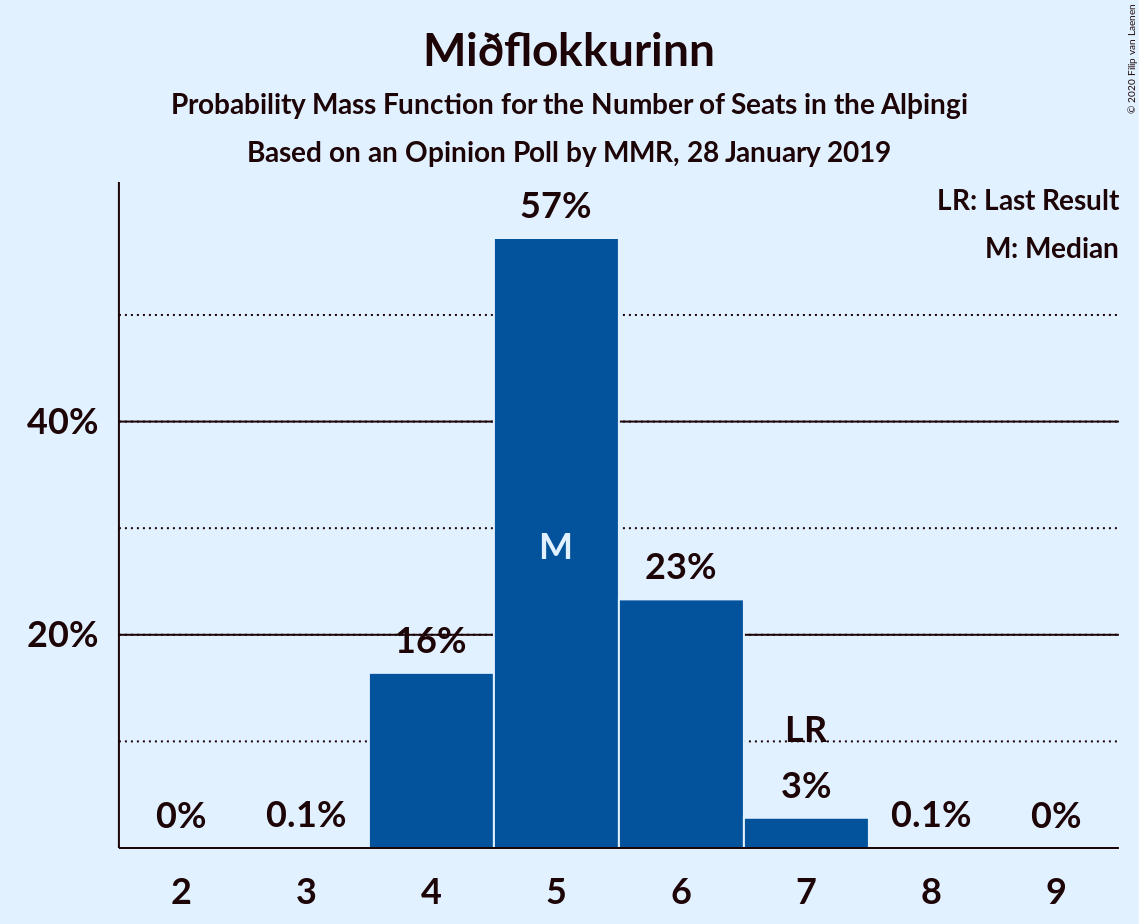 © 2020 Filip van Laenen
Miðflokkurinn
Probability Mass Function for the Number of Seats in the Alþingi
Based on an Opinion Poll by MMR, 28 January 2019
LR: Last Result
M: Median
57%
40%
M
23%
20%
16%
LR
3%
0%
0.1%
0.1%
0%
2 3 4 5 6 7 8 9